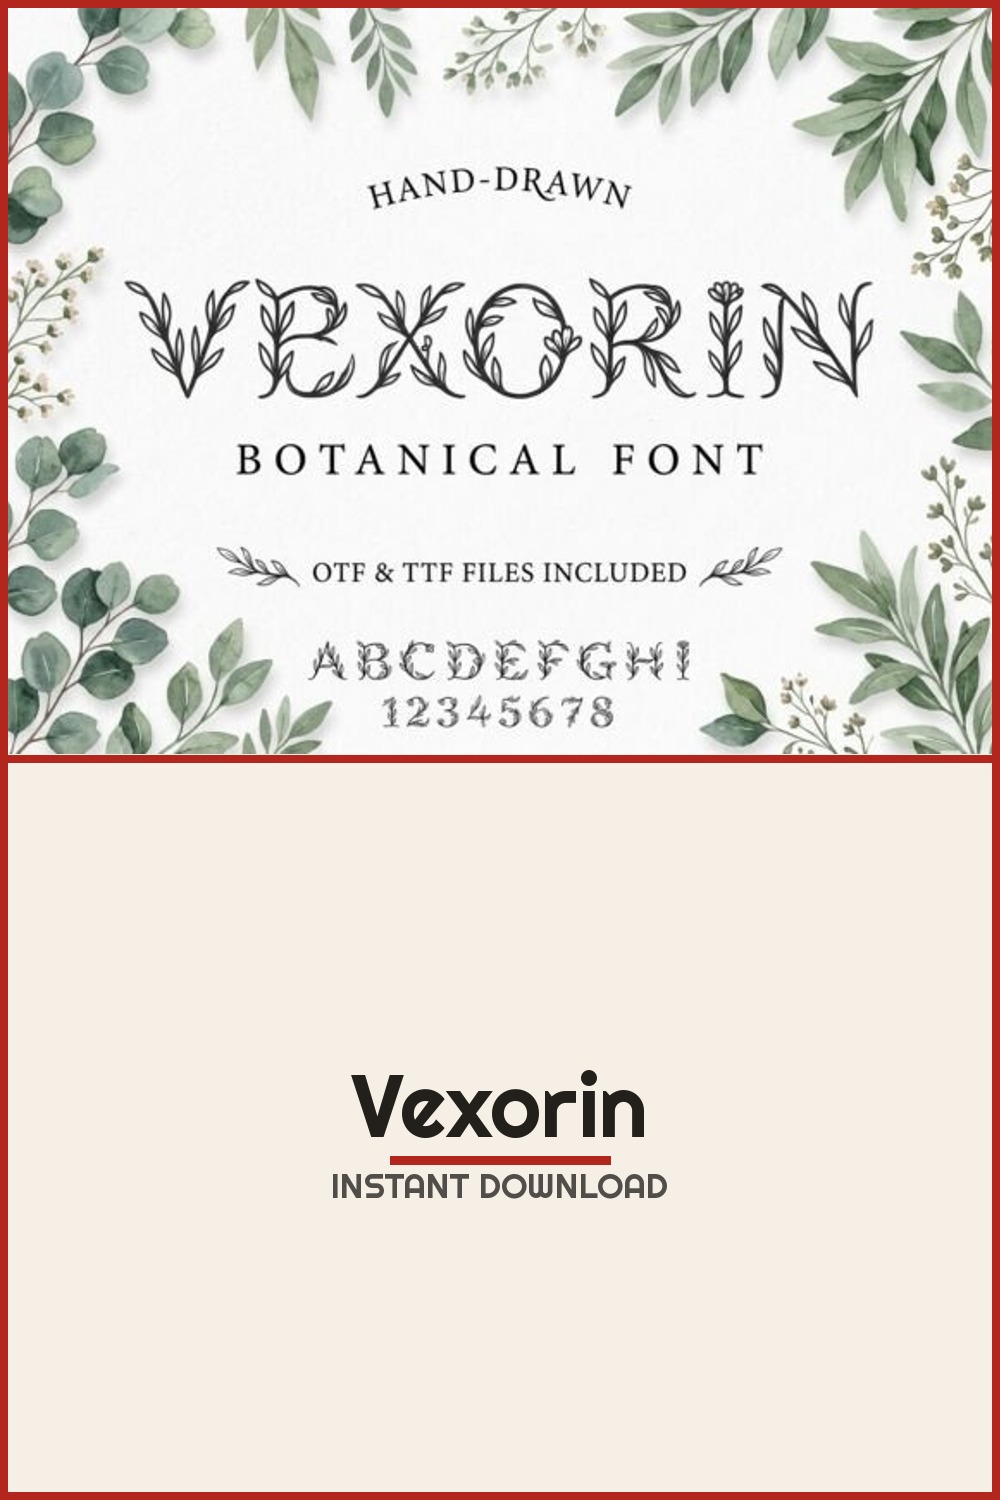 HAND-DRAWN
VEXORIN
BOTANICAL FONT
OTF & TTF FILES INCLUDED
ABCDEFGHI
12345678
Vexorin
INSTANT DOWNLOAD